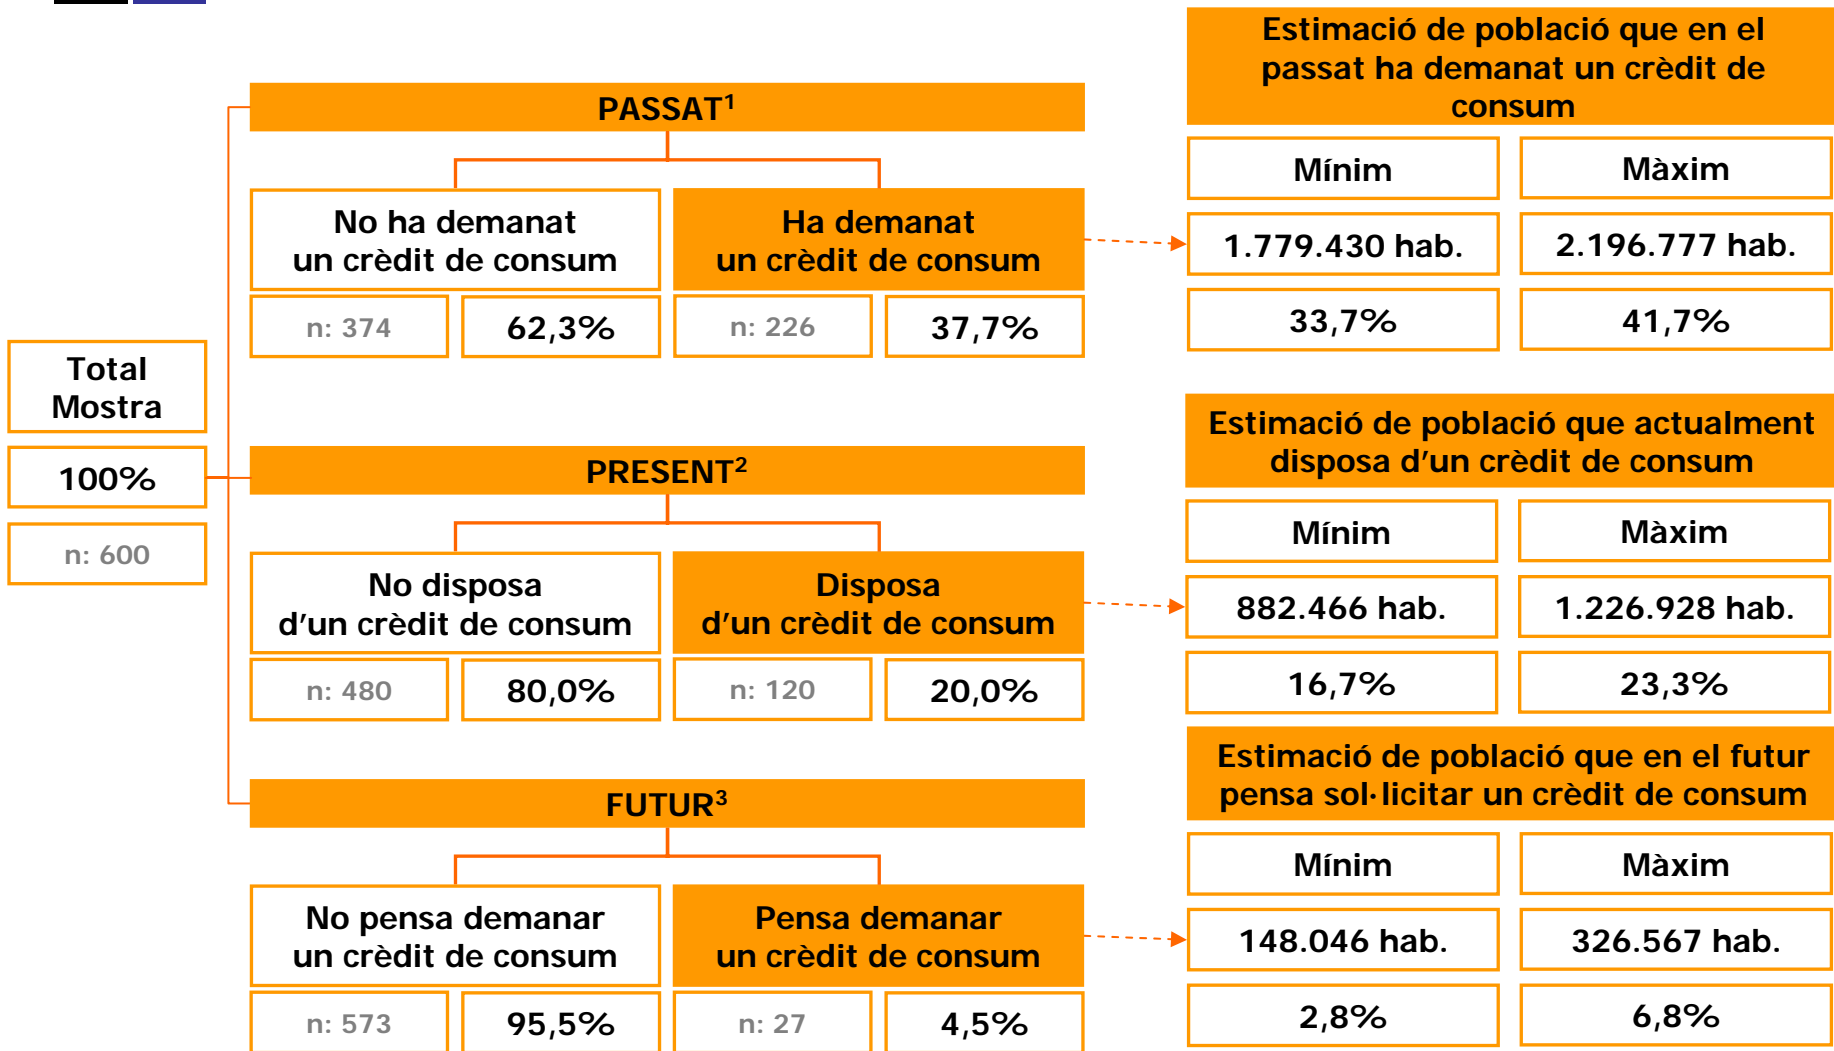 Total
Mostra
100%
n: 600
PASSAT¹
No ha demanat
un crèdit de consum
n: 374
62,3%
Ha demanat
un crèdit de consum
n: 226
37,7%
Estimació de població que en el
passat ha demanat un crèdit de
consum
Mínim
Màxim
1.779.430 hab.
2.196.777 hab.
33,7%
41,7%
PRESENT²
No disposa
d'un crèdit de consum
n: 480
80,0%
Disposa
d'un crèdit de consum
n: 120
20,0%
Estimació de població que actualment
disposa d'un crèdit de consum
Mínim
Màxim
882.466 hab.
1.226.928 hab.
16,7%
23,3%
FUTUR³
No pensa demanar
un crèdit de consum
n: 573
95,5%
Pensa demanar
un crèdit de consum
n: 27
4,5%
Estimació de població que en el futur
pensa sol·licitar un crèdit de consum
Mínim
Màxim
148.046 hab.
326.567 hab.
2,8%
6,8%